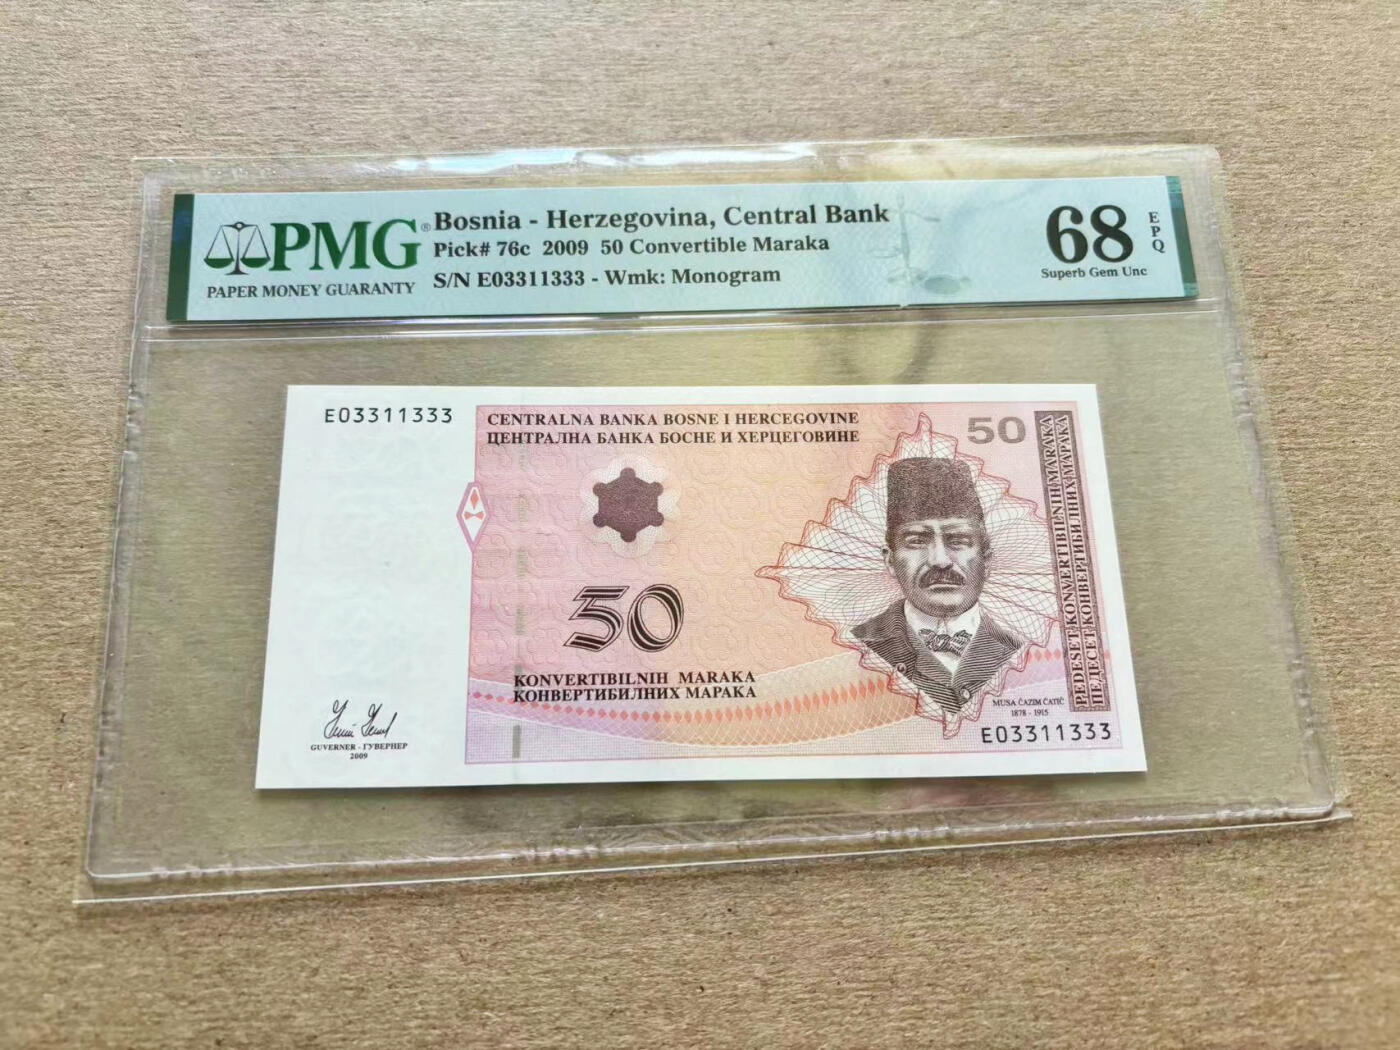 PMG®
PAPER MONEY GUARANTY
Bosnia - Herzegovina, Central Bank
Pick# 76c 2009 50 Convertible Maraka
S/N E03311333 - Wmk: Monogram
68
EPQ
Superb Gem Unc
E03311333
CENTRALNA BANKA BOSNE I HERCEGOVINE
ЦЕНТРАЛНА БАНКА БОСНЕ И ХЕРЦЕГОВИНЕ
50
50
KONVERTIBILNIH MARAKA
КОНВЕРТИБИЛНИХ МАРАКА
PEDESET KONVERTIBILNIH MARAKA
ПЕДЕСЕТ КОНВЕРТИБИЛНИХ МАРАКА
MUSA ĆAZIM ĆATIĆ
1878 - 1915
E03311333
GUVERNER - ГУВЕРНЕР
2009